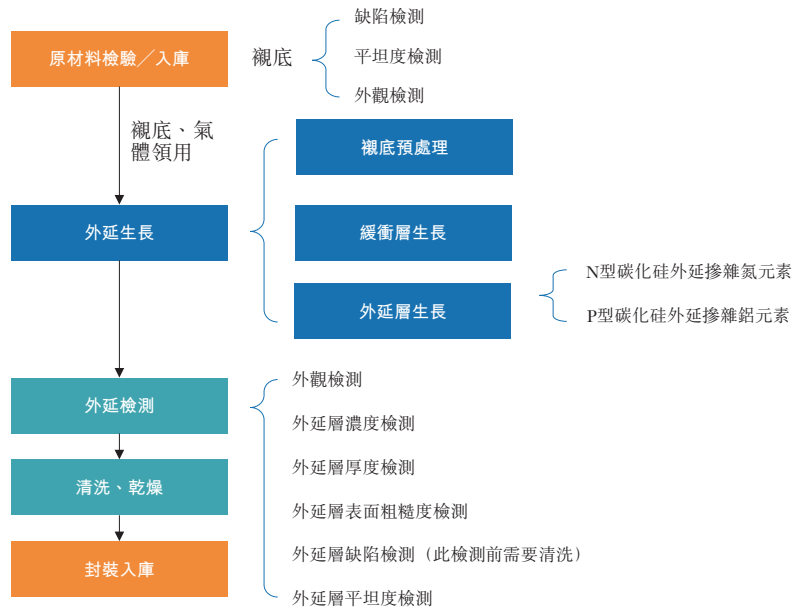 原材料檢驗／入庫
襯底
缺陷檢測
平坦度檢測
外觀檢測
襯底、氣
體領用
外延生長
襯底預處理
緩衝層生長
外延層生長
N型碳化硅外延摻雜氮元素
P型碳化硅外延摻雜鋁元素
外延檢測
外觀檢測
外延層濃度檢測
外延層厚度檢測
外延層表面粗糙度檢測
外延層缺陷檢測（此檢測前需要清洗）
外延層平坦度檢測
清洗、乾燥
封裝入庫